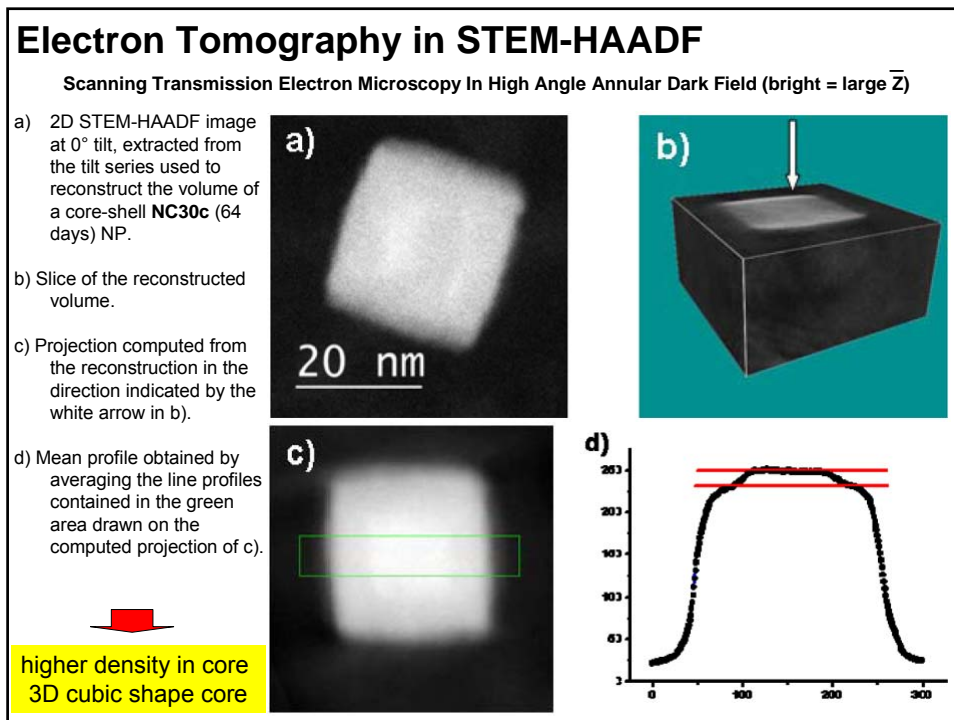 Electron Tomography in STEM-HAADF
Scanning Transmission Electron Microscopy In High Angle Annular Dark Field (bright = large Z̅)
a) 2D STEM-HAADF image
at 0° tilt, extracted from
the tilt series used to
reconstruct the volume of
a core-shell NC30c (64
days) NP.
b) Slice of the reconstructed
volume.
c) Projection computed from
the reconstruction in the
direction indicated by the
white arrow in b).
d) Mean profile obtained by
averaging the line profiles
contained in the green
area drawn on the
computed projection of c).
higher density in core
3D cubic shape core
a)
20 nm
b)
c)
d)
0
100
200
300